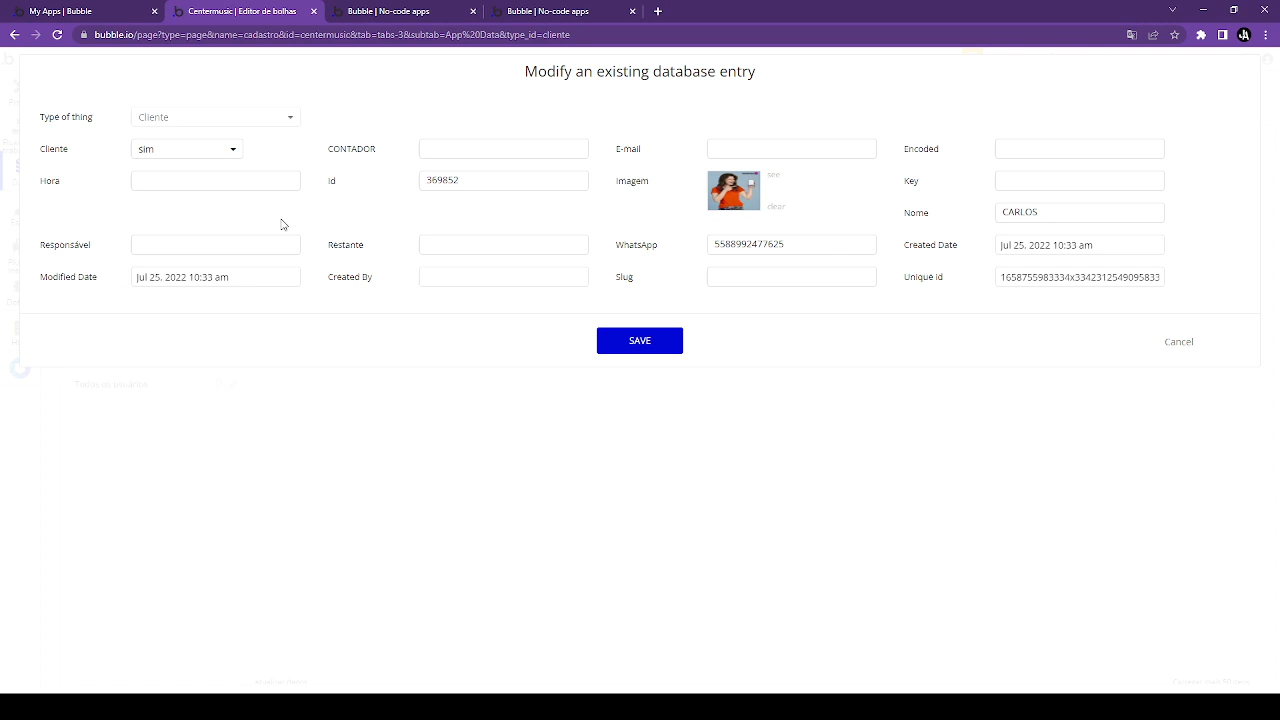 My Apps | Bubble
Centermusic | Editor de bolhas
Bubble | No-code apps
Bubble | No-code apps
bubble.io/page?type=page&name=cadastro&id=centermusic&tab=tabs-3&subtab=App%20Data&type_id=cliente
Modify an existing database entry
Type of thing Cliente
Cliente sim CONTADOR E-mail Encoded
Hora Id 369852 Imagem see clear Key
Nome CARLOS
Responsável Restante WhatsApp 5588992477625 Created Date Jul 25, 2022 10:33 am
Modified Date Jul 25, 2022 10:33 am Created By Slug Unique id 1658755983334x3342312549095833
SAVE
Cancel
Todos os usuários